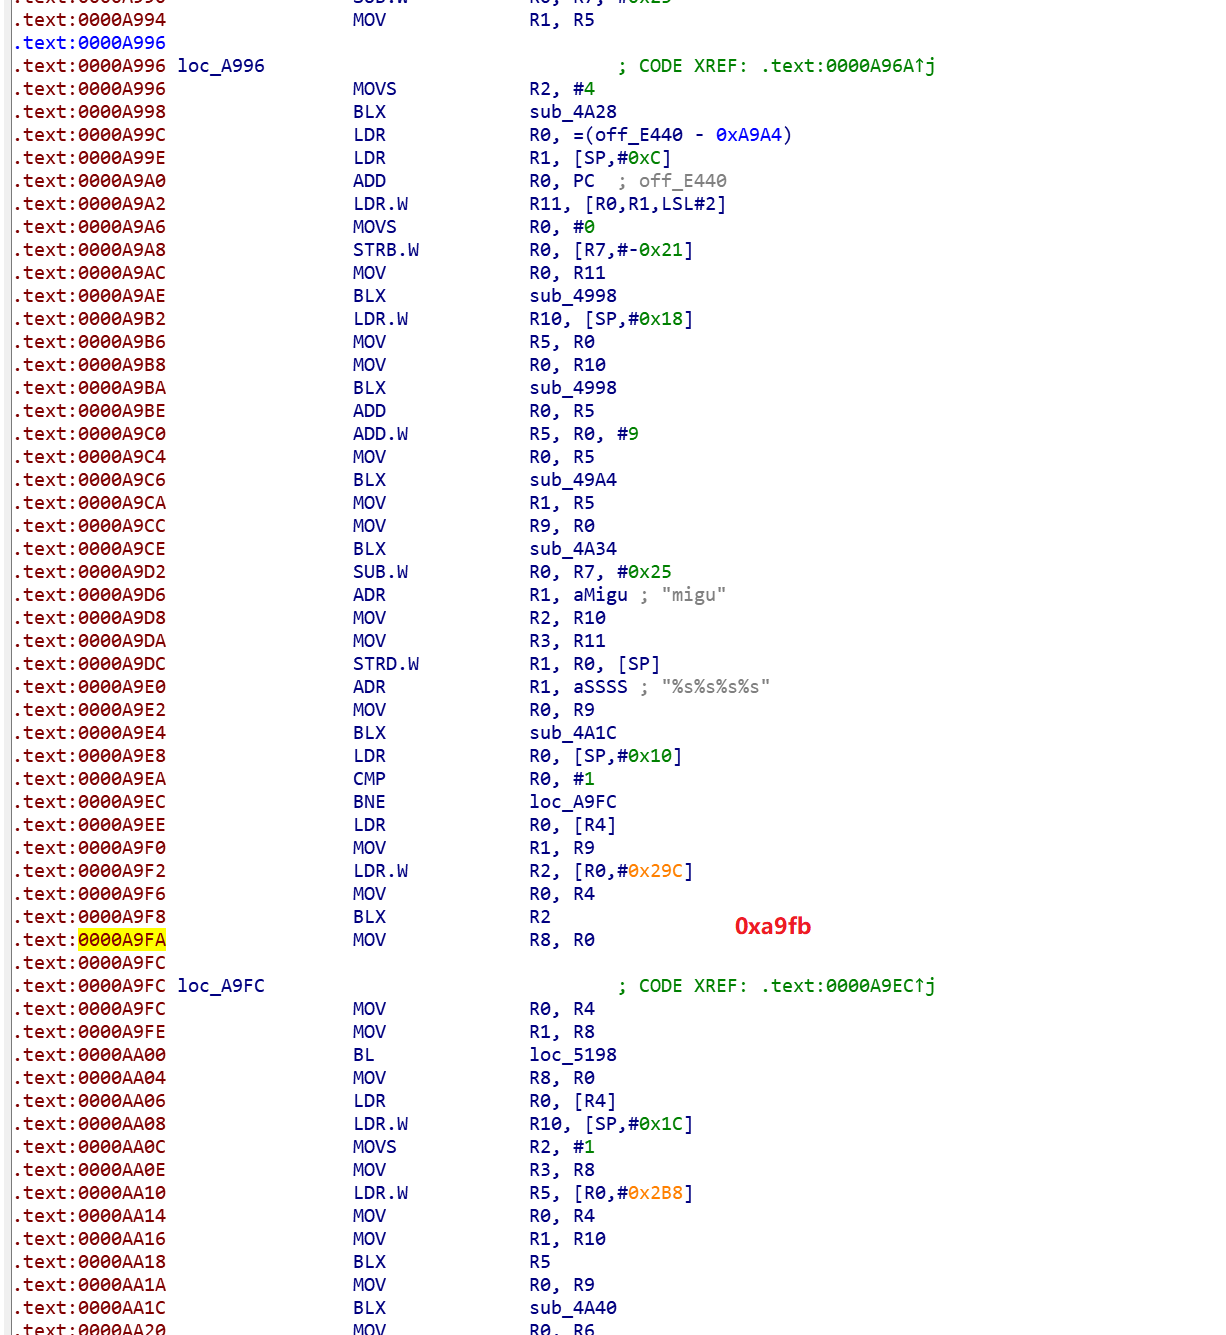 .text:0000A994 MOV R1, R5
.text:0000A996
.text:0000A996 loc_A996 ; CODE XREF: .text:0000A96A↑j
.text:0000A996 MOVS R2, #4
.text:0000A998 BLX sub_4A28
.text:0000A99C LDR R0, =(off_E440 - 0xA9A4)
.text:0000A99E LDR R1, [SP,#0xC]
.text:0000A9A0 ADD R0, PC ; off_E440
.text:0000A9A2 LDR.W R11, [R0,R1,LSL#2]
.text:0000A9A6 MOVS R0, #0
.text:0000A9A8 STRB.W R0, [R7,#-0x21]
.text:0000A9AC MOV R0, R11
.text:0000A9AE BLX sub_4998
.text:0000A9B2 LDR.W R10, [SP,#0x18]
.text:0000A9B6 MOV R5, R0
.text:0000A9B8 MOV R0, R10
.text:0000A9BA BLX sub_4998
.text:0000A9BE ADD R0, R5
.text:0000A9C0 ADD.W R5, R0, #9
.text:0000A9C4 MOV R0, R5
.text:0000A9C6 BLX sub_49A4
.text:0000A9CA MOV R1, R5
.text:0000A9CC MOV R9, R0
.text:0000A9CE BLX sub_4A34
.text:0000A9D2 SUB.W R0, R7, #0x25
.text:0000A9D6 ADR R1, aMigu ; "migu"
.text:0000A9D8 MOV R2, R10
.text:0000A9DA MOV R3, R11
.text:0000A9DC STRD.W R1, R0, [SP]
.text:0000A9E0 ADR R1, aSSSS ; "%s%s%s%s"
.text:0000A9E2 MOV R0, R9
.text:0000A9E4 BLX sub_4A1C
.text:0000A9E8 LDR R0, [SP,#0x10]
.text:0000A9EA CMP R0, #1
.text:0000A9EC BNE loc_A9FC
.text:0000A9EE LDR R0, [R4]
.text:0000A9F0 MOV R1, R9
.text:0000A9F2 LDR.W R2, [R0,#0x29C]
.text:0000A9F6 MOV R0, R4
.text:0000A9F8 BLX R2
0xa9fb
.text:0000A9FA MOV R8, R0
.text:0000A9FC
.text:0000A9FC loc_A9FC ; CODE XREF: .text:0000A9EC↑j
.text:0000A9FC MOV R0, R4
.text:0000A9FE MOV R1, R8
.text:0000AA00 BL loc_5198
.text:0000AA04 MOV R8, R0
.text:0000AA06 LDR R0, [R4]
.text:0000AA08 LDR.W R10, [SP,#0x1C]
.text:0000AA0C MOVS R2, #1
.text:0000AA0E MOV R3, R8
.text:0000AA10 LDR.W R5, [R0,#0x2B8]
.text:0000AA14 MOV R0, R4
.text:0000AA16 MOV R1, R10
.text:0000AA18 BLX R5
.text:0000AA1A MOV R0, R9
.text:0000AA1C BLX sub_4A40
.text:0000AA20 MOV R0, R6